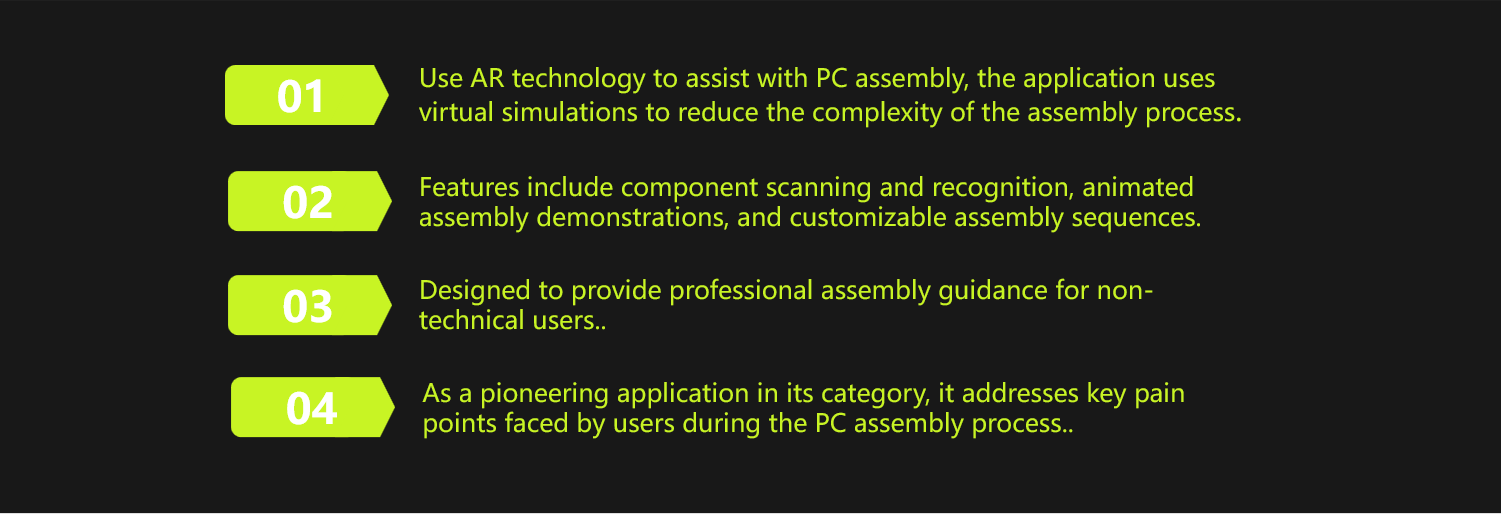 01
Use AR technology to assist with PC assembly, the application uses
virtual simulations to reduce the complexity of the assembly process.
02
Features include component scanning and recognition, animated
assembly demonstrations, and customizable assembly sequences.
03
Designed to provide professional assembly guidance for non-
technical users..
04
As a pioneering application in its category, it addresses key pain
points faced by users during the PC assembly process..